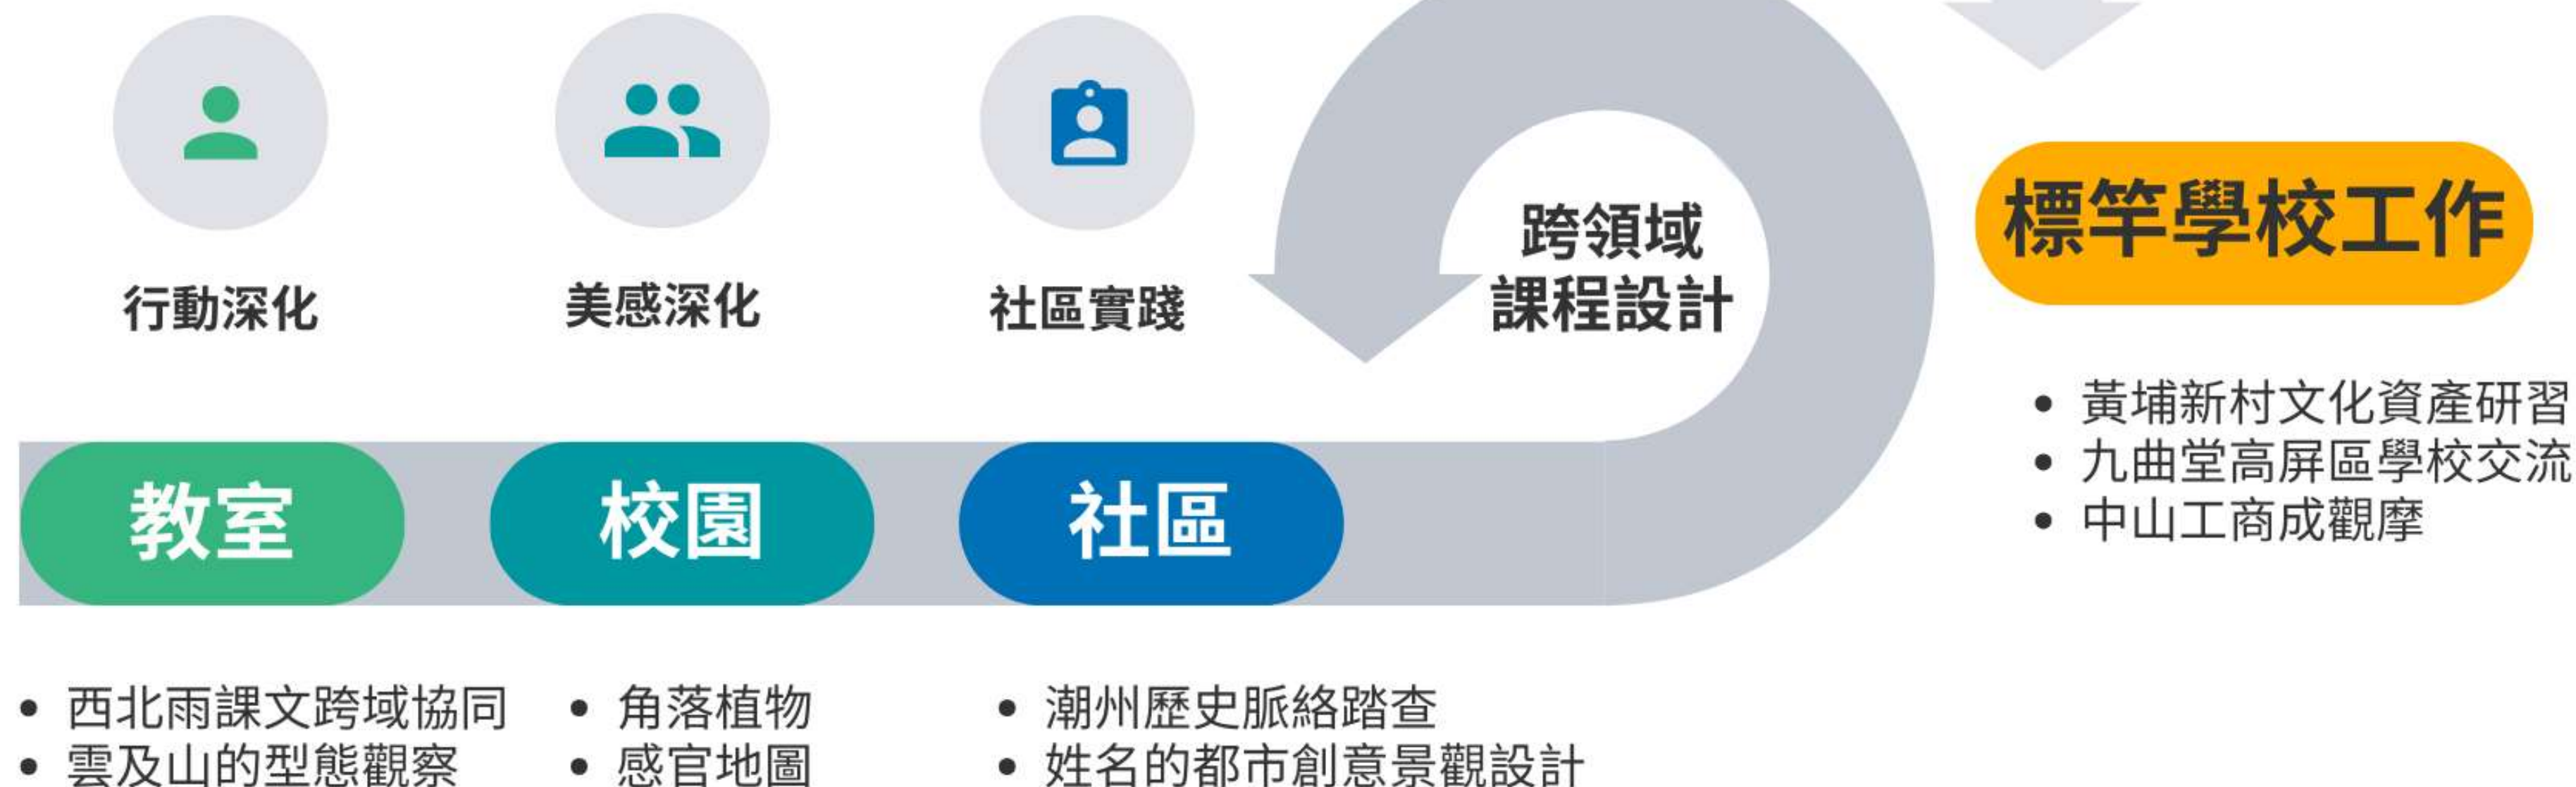 行動深化
美感深化
社區實踐
跨領域
課程設計
標竿學校工作
黃埔新村文化資產研習
九曲堂高屏區學校交流
中山工商成觀摩
教室
校園
社區
西北雨課文跨域協同
雲及山的型態觀察
角落植物
感官地圖
潮州歷史脈絡踏查
姓名的都市創意景觀設計